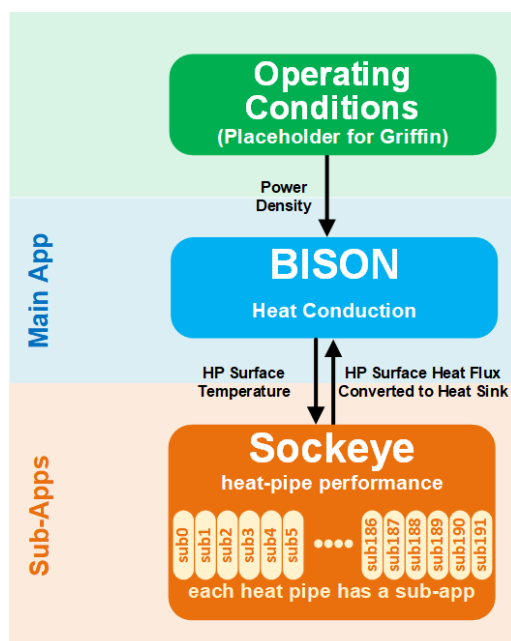 Operating
Conditions
(Placeholder for Griffin)
Power
Density
Main App
BISON
Heat Conduction
HP Surface
Temperature
HP Surface Heat Flux
Converted to Heat Sink
Sub-Apps
Sockeye
heat-pipe performance
sub0
sub1
sub2
sub3
sub4
sub5
sub186
sub187
sub188
sub189
sub190
sub191
each heat pipe has a sub-app